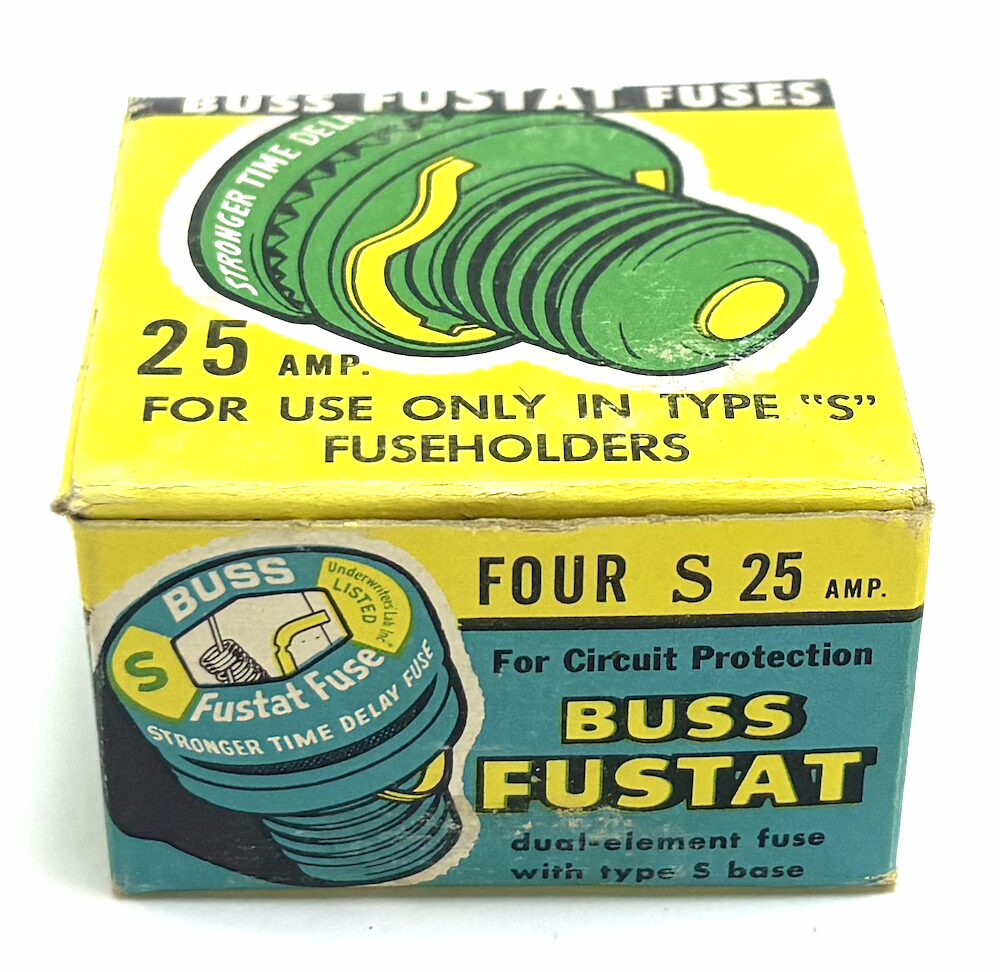 BUSS FUSTAT FUSES
STRONGER TIME DELA
25 AMP.
FOR USE ONLY IN TYPE "S"
FUSEHOLDERS
FOUR S 25 AMP.
For Circuit Protection
BUSS
FUSTAT
dual-element fuse
with type S base
BUSS
Underwriters' Lab Inc
LISTED
S
Fustat Fuse
STRONGER TIME DELAY FUSE